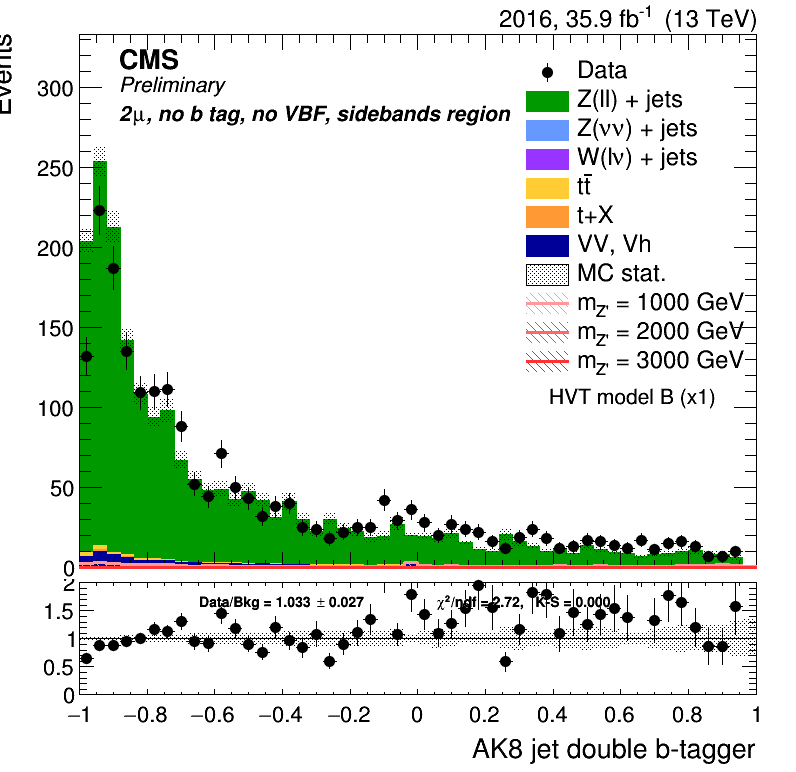 2016, 35.9 fb⁻¹ (13 TeV)
Events
CMS
Preliminary
2μ, no b tag, no VBF, sidebands region
Data
Z(ll) + jets
Z(νν) + jets
W(lν) + jets
tt̄
t+X
VV, Vh
MC stat.
m_Z' = 1000 GeV
m_Z' = 2000 GeV
m_Z' = 3000 GeV
HVT model B (x1)
300
250
200
150
100
50
0
Data/Bkg = 1.033 ± 0.027 χ²/ndf = 2.72, K-S = 0.000
2
1.5
1
0.5
0
−1 −0.8 −0.6 −0.4 −0.2 0 0.2 0.4 0.6 0.8 1
AK8 jet double b-tagger